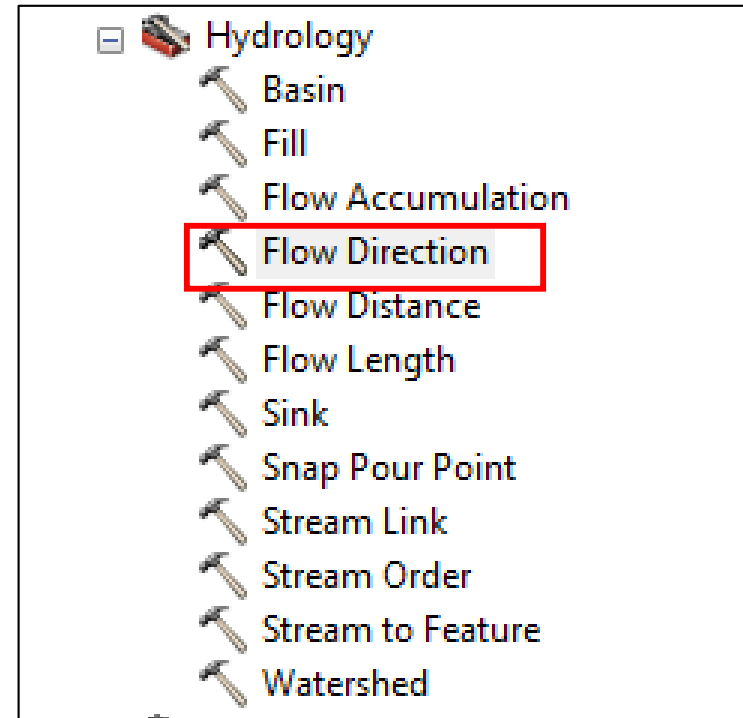 Hydrology
Basin
Fill
Flow Accumulation
Flow Direction
Flow Distance
Flow Length
Sink
Snap Pour Point
Stream Link
Stream Order
Stream to Feature
Watershed